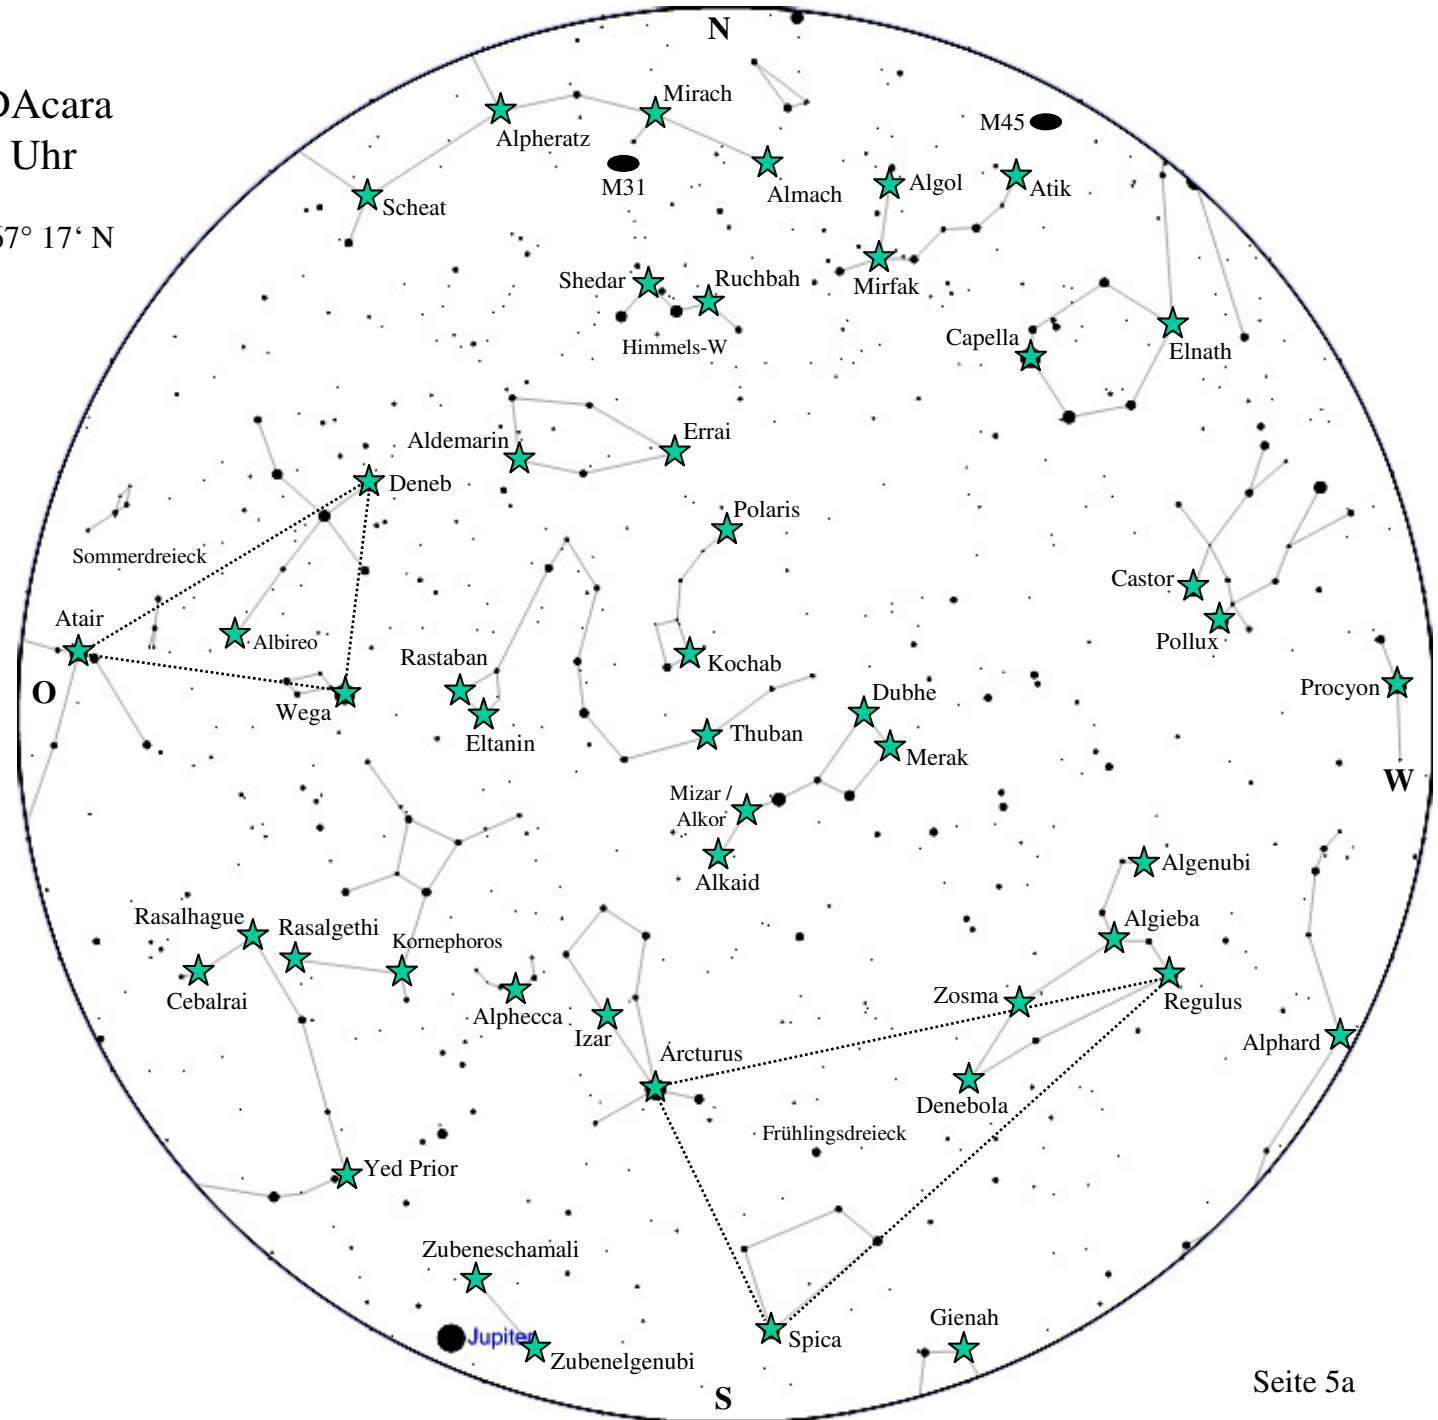 N
DAcara
Uhr
67° 17‘ N
Mirach
Alpheratz
M45
M31
Almach
Algol
Atik
Scheat
Shedar
Ruchbah
Mirfak
Himmels-W
Capella
Elnath
Aldemarin
Errai
Deneb
Polaris
Sommerdreieck
Castor
Atair
Albireo
Pollux
Rastaban
Kochab
O
Wega
Dubhe
Procyon
Eltanin
Thuban
Merak
W
Mizar /
Alkor
Alkaid
Algenubi
Rasalhague
Rasalgethi
Kornephoros
Algieba
Cebalrai
Alphecca
Zosma
Regulus
Izar
Arcturus
Alphard
Denebola
Frühlingsdreieck
Yed Prior
Zubeneschamali
Gienah
Jupiter
Spica
Zubenelgenubi
Seite 5a
S